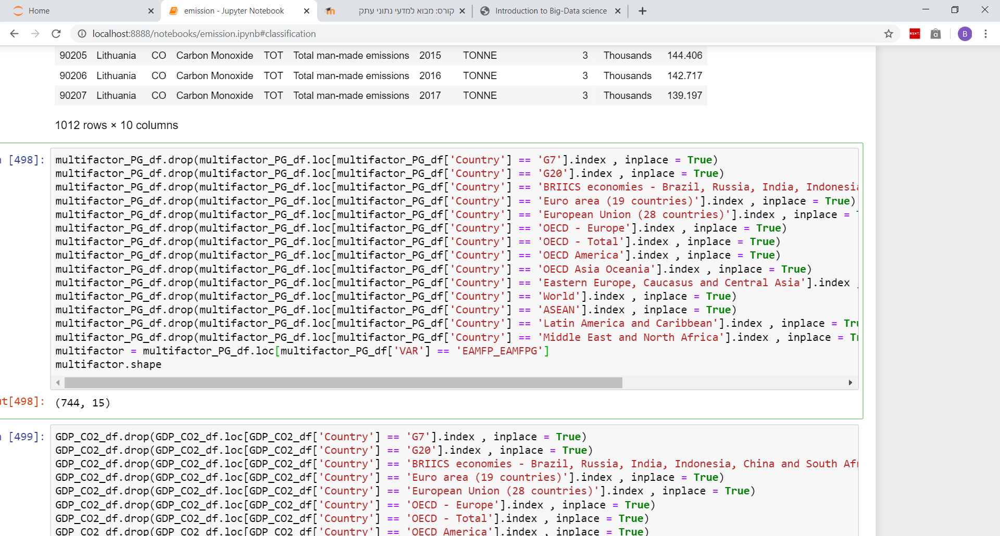 Home
emission - Jupyter Notebook
קורס: מבוא למדעי נתוני עתק
Introduction to Big-Data science
localhost:8888/notebooks/emission.ipynb#classification
NEXT
a
B
90205 Lithuania CO Carbon Monoxide TOT Total man-made emissions 2015 TONNE 3 Thousands 144.406
90206 Lithuania CO Carbon Monoxide TOT Total man-made emissions 2016 TONNE 3 Thousands 142.717
90207 Lithuania CO Carbon Monoxide TOT Total man-made emissions 2017 TONNE 3 Thousands 139.197
1012 rows × 10 columns
[498]: multifactor_PG_df.drop(multifactor_PG_df.loc[multifactor_PG_df['Country'] == 'G7'].index , inplace = True)
multifactor_PG_df.drop(multifactor_PG_df.loc[multifactor_PG_df['Country'] == 'G20'].index , inplace = True)
multifactor_PG_df.drop(multifactor_PG_df.loc[multifactor_PG_df['Country'] == 'BRIICS economies - Brazil, Russia, India, Indonesia
multifactor_PG_df.drop(multifactor_PG_df.loc[multifactor_PG_df['Country'] == 'Euro area (19 countries)'].index , inplace = True)
multifactor_PG_df.drop(multifactor_PG_df.loc[multifactor_PG_df['Country'] == 'European Union (28 countries)'].index , inplace =
multifactor_PG_df.drop(multifactor_PG_df.loc[multifactor_PG_df['Country'] == 'OECD - Europe'].index , inplace = True)
multifactor_PG_df.drop(multifactor_PG_df.loc[multifactor_PG_df['Country'] == 'OECD - Total'].index , inplace = True)
multifactor_PG_df.drop(multifactor_PG_df.loc[multifactor_PG_df['Country'] == 'OECD America'].index , inplace = True)
multifactor_PG_df.drop(multifactor_PG_df.loc[multifactor_PG_df['Country'] == 'OECD Asia Oceania'].index , inplace = True)
multifactor_PG_df.drop(multifactor_PG_df.loc[multifactor_PG_df['Country'] == 'Eastern Europe, Caucasus and Central Asia'].index
multifactor_PG_df.drop(multifactor_PG_df.loc[multifactor_PG_df['Country'] == 'World'].index , inplace = True)
multifactor_PG_df.drop(multifactor_PG_df.loc[multifactor_PG_df['Country'] == 'ASEAN'].index , inplace = True)
multifactor_PG_df.drop(multifactor_PG_df.loc[multifactor_PG_df['Country'] == 'Latin America and Caribbean'].index , inplace = Tru
multifactor_PG_df.drop(multifactor_PG_df.loc[multifactor_PG_df['Country'] == 'Middle East and North Africa'].index , inplace = Tr
multifactor = multifactor_PG_df.loc[multifactor_PG_df['VAR'] == 'EAMFP_EAMFPG']
multifactor.shape
ut[498]: (744, 15)
[499]: GDP_CO2_df.drop(GDP_CO2_df.loc[GDP_CO2_df['Country'] == 'G7'].index , inplace = True)
GDP_CO2_df.drop(GDP_CO2_df.loc[GDP_CO2_df['Country'] == 'G20'].index , inplace = True)
GDP_CO2_df.drop(GDP_CO2_df.loc[GDP_CO2_df['Country'] == 'BRIICS economies - Brazil, Russia, India, Indonesia, China and South Afr
GDP_CO2_df.drop(GDP_CO2_df.loc[GDP_CO2_df['Country'] == 'Euro area (19 countries)'].index , inplace = True)
GDP_CO2_df.drop(GDP_CO2_df.loc[GDP_CO2_df['Country'] == 'European Union (28 countries)'].index , inplace = True)
GDP_CO2_df.drop(GDP_CO2_df.loc[GDP_CO2_df['Country'] == 'OECD - Europe'].index , inplace = True)
GDP_CO2_df.drop(GDP_CO2_df.loc[GDP_CO2_df['Country'] == 'OECD - Total'].index , inplace = True)
GDP_CO2_df.drop(GDP_CO2_df.loc[GDP_CO2_df['Country'] == 'OECD America'].index , inplace = True)